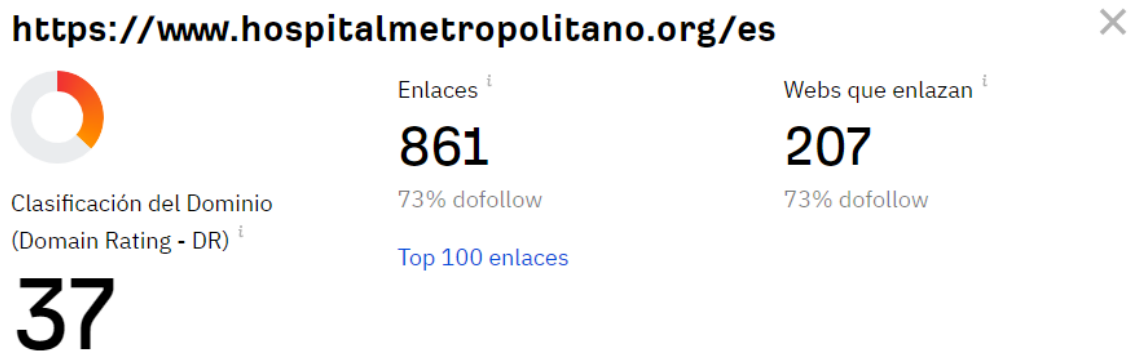 https://www.hospitalmetropolitano.org/es
Clasificación del Dominio
(Domain Rating - DR) i
37
Enlaces i
861
73% dofollow
Top 100 enlaces
Webs que enlazan i
207
73% dofollow